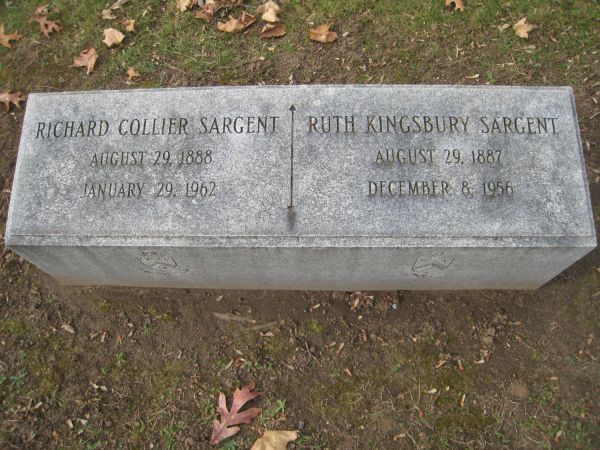 RICHARD COLLIER SARGENT
AUGUST 29, 1888
JANUARY 29, 1962
RUTH KINGSBURY SARGENT
AUGUST 29, 1887
DECEMBER 8, 1956